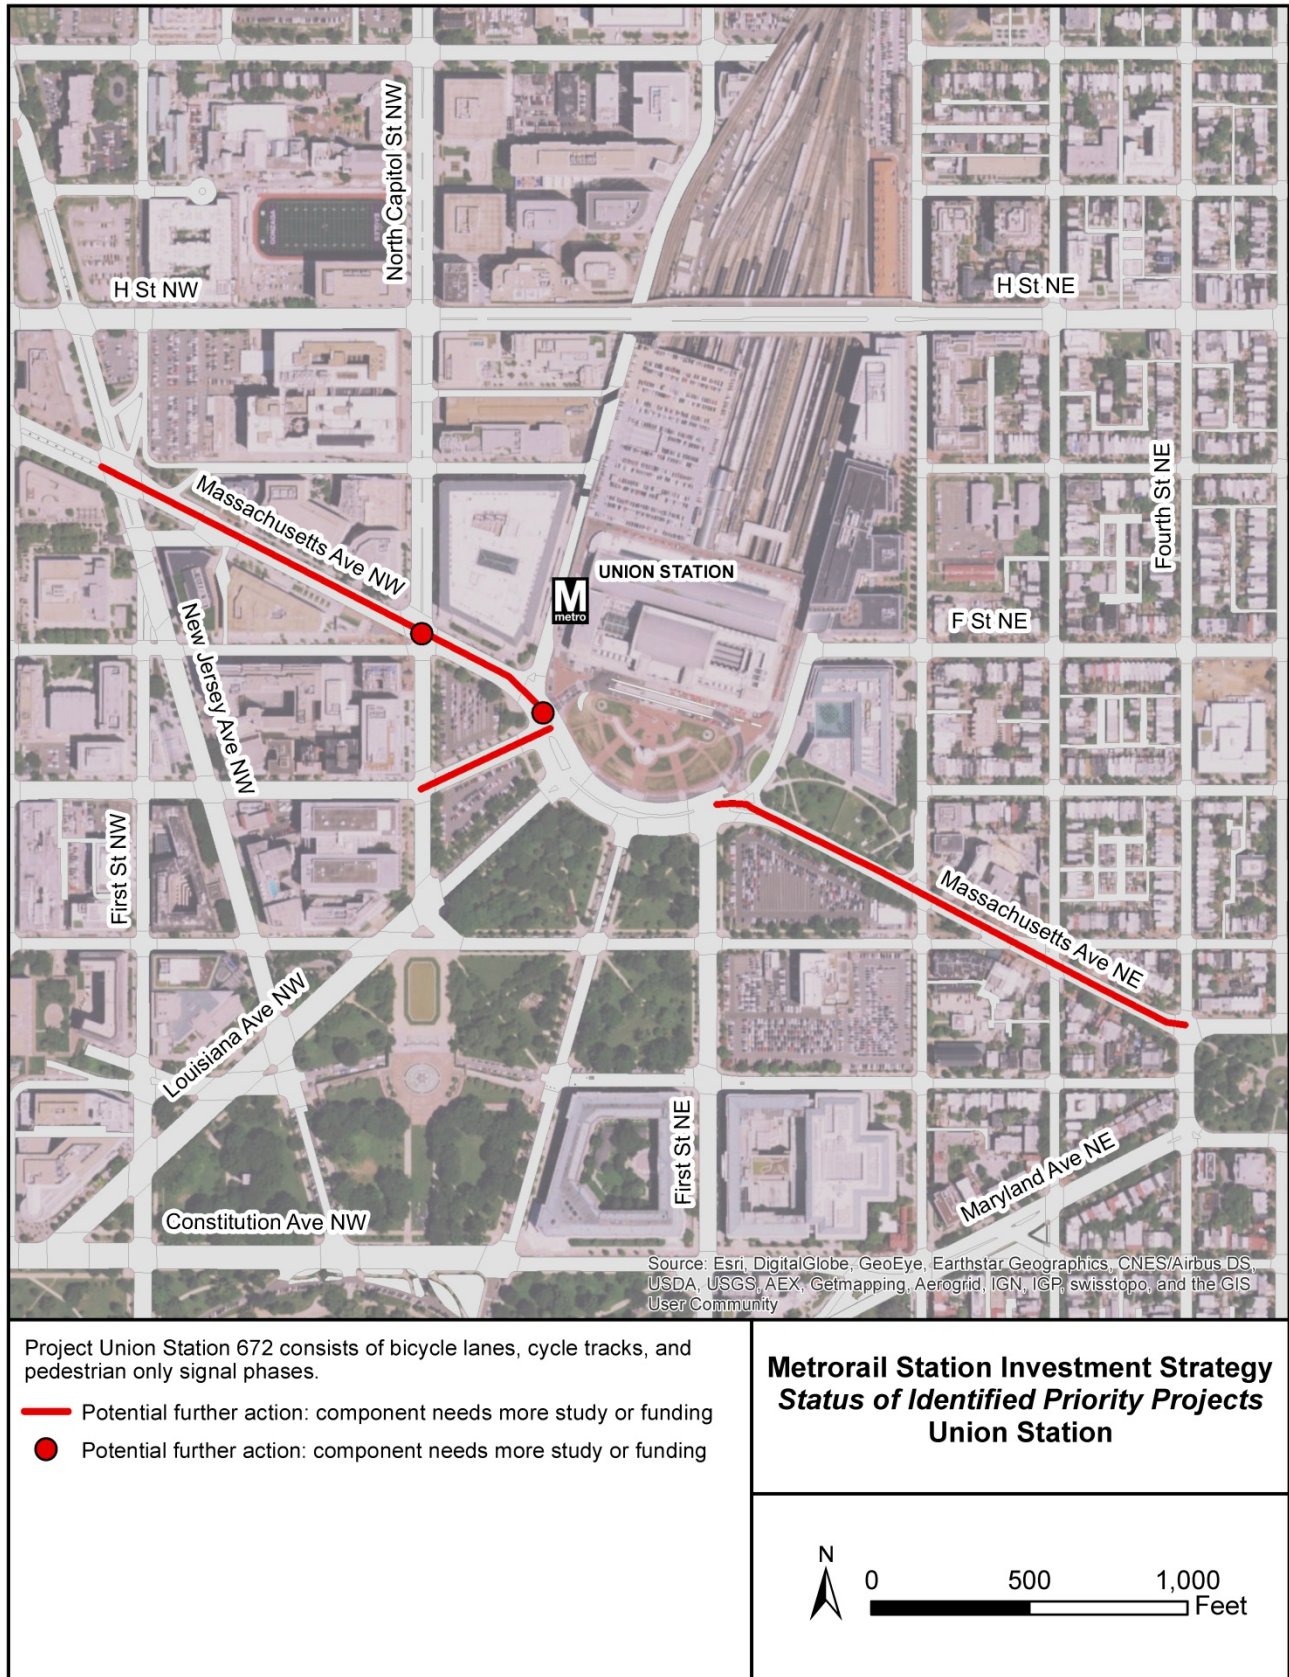 North Capitol St NW
GONZAGA
EAGLES
H St NW
H St NE
Fourth St NE
Massachusetts Ave NW
UNION STATION
M
metro
F St NE
New Jersey Ave NW
First St NW
Massachusetts Ave NE
Louisiana Ave NW
First St NE
Maryland Ave NE
Constitution Ave NW
Source: Esri, DigitalGlobe, GeoEye, Earthstar Geographics, CNES/Airbus DS,
USDA, USGS, AEX, Getmapping, Aerogrid, IGN, IGP, swisstopo, and the GIS
User Community
Project Union Station 672 consists of bicycle lanes, cycle tracks, and
pedestrian only signal phases.
Potential further action: component needs more study or funding
Potential further action: component needs more study or funding
Metrorail Station Investment Strategy
Status of Identified Priority Projects
Union Station
N
0 500 1,000
Feet